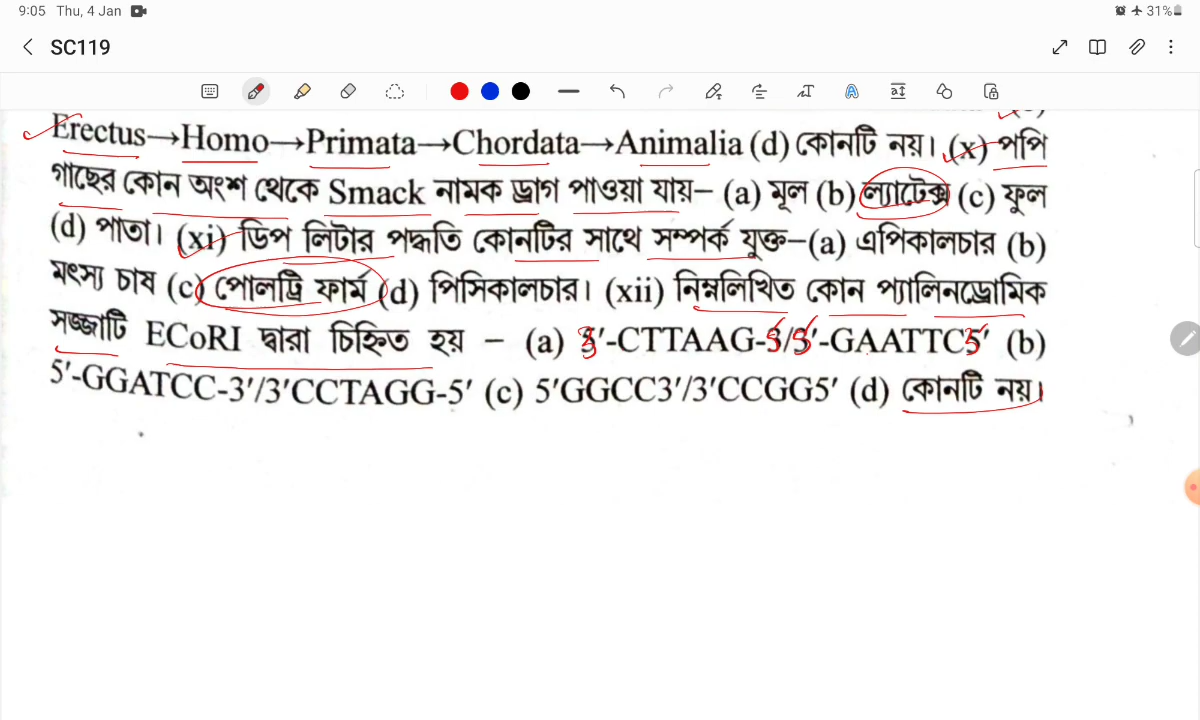 9:05 Thu, 4 Jan 31%
SC119
Erectus→Homo→Primata→Chordata→Animalia (d) কোনটি নয়। (x) পপি
গাছের কোন অংশ থেকে Smack নামক ড্রাগ পাওয়া যায়– (a) মূল (b) ল্যাটেক্স (c) ফুল
(d) পাতা। (xi) ডিপ লিটার পদ্ধতি কোনটির সাথে সম্পর্ক যুক্ত–(a) এপিকালচার (b)
মৎস্য চাষ (c) পোলট্রি ফার্ম (d) পিসিকালচার। (xii) নিম্নলিখিত কোন প্যালিনড্রোমিক
সজ্জাটি ECoRI দ্বারা চিহ্নিত হয় – (a) 3′-CTTAAG-5′/3′-GAATTC5′ (b)
5′-GGATCC-3′/3′CCTAGG-5′ (c) 5′GGCC3′/3′CCGG5′ (d) কোনটি নয়।